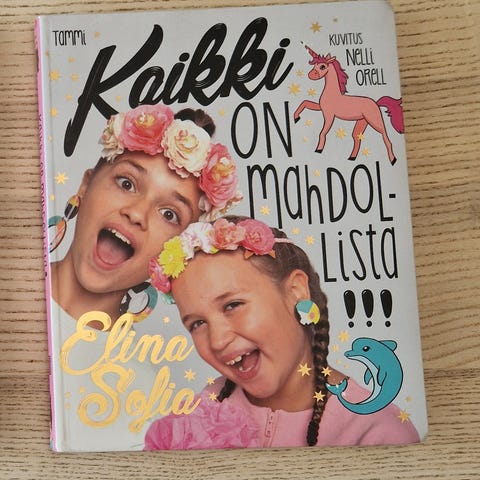 Tammi
Kaikki
ON
MahDOL-
Lista
!!!
KUVITUS
Nelli
Orell
Elina
Sofia